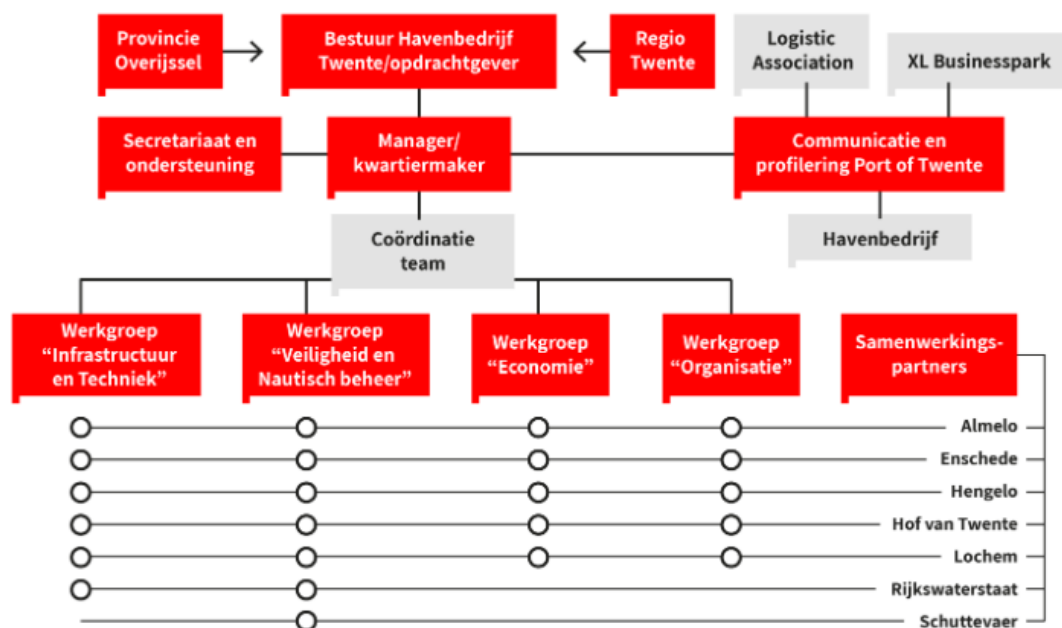 Provincie
Overijssel
Bestuur Havenbedrijf
Twente/opdrachtgever
Regio
Twente
Logistic
Association
XL Businesspark
Secretariaat en
ondersteuning
Manager/
kwartiermaker
Communicatie en
profilering Port of Twente
Coördinatie
team
Havenbedrijf
Werkgroep
“Infrastructuur
en Techniek”
Werkgroep
“Veiligheid en
Nautisch beheer”
Werkgroep
“Economie”
Werkgroep
“Organisatie”
Samenwerkings-
partners
Almelo
Enschede
Hengelo
Hof van Twente
Lochem
Rijkswaterstaat
Schuttevaer